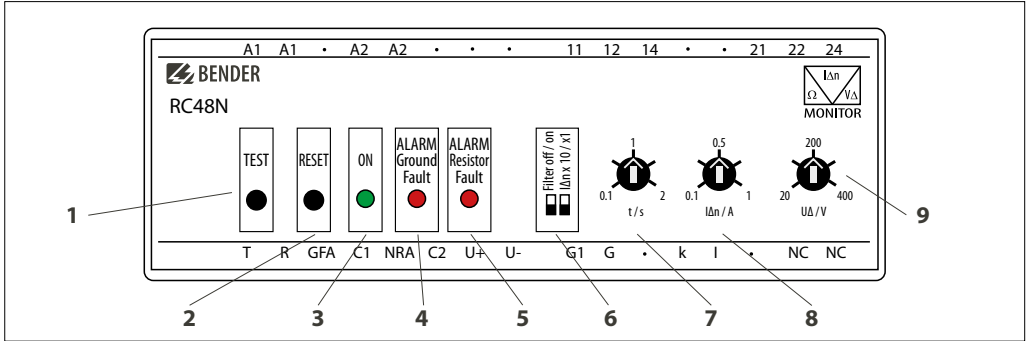 A1 A1 · A2 A2 · · · 11 12 14 · · 21 22 24
BENDER
RC48N
IΔn
Ω VΔ
MONITOR
TEST
RESET
ON
ALARM
Ground
Fault
ALARM
Resistor
Fault
Filter off / on
IΔn x 10 / x1
1
0.1 2
t / s
0.5
0.1 1
IΔn / A
200
20 400
UΔ / V
T R GFA C1 NRA C2 U+ U- G1 G · k l · NC NC
1
9
2 3 4 5 6 7 8